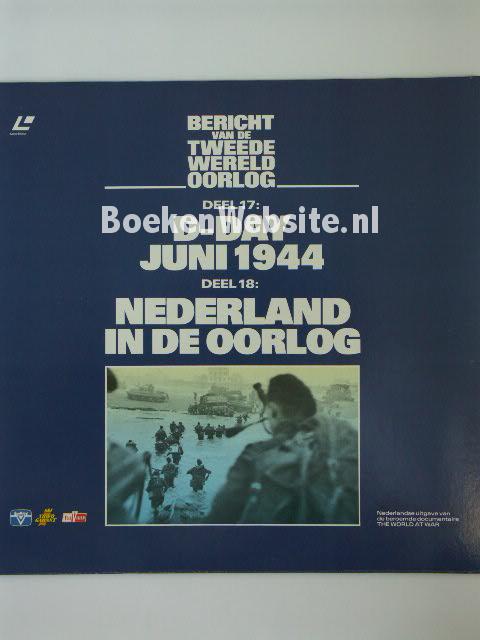 BERICHT
VAN DE
TWEEDE
WERELD
OORLOG
DEEL 17:
BoekenWebsite.nl
D-DAY
JUNI 1944
DEEL 18:
NEDERLAND
IN DE OORLOG
Nederlandse uitgave van
de beroemde documentaire
THE WORLD AT WAR